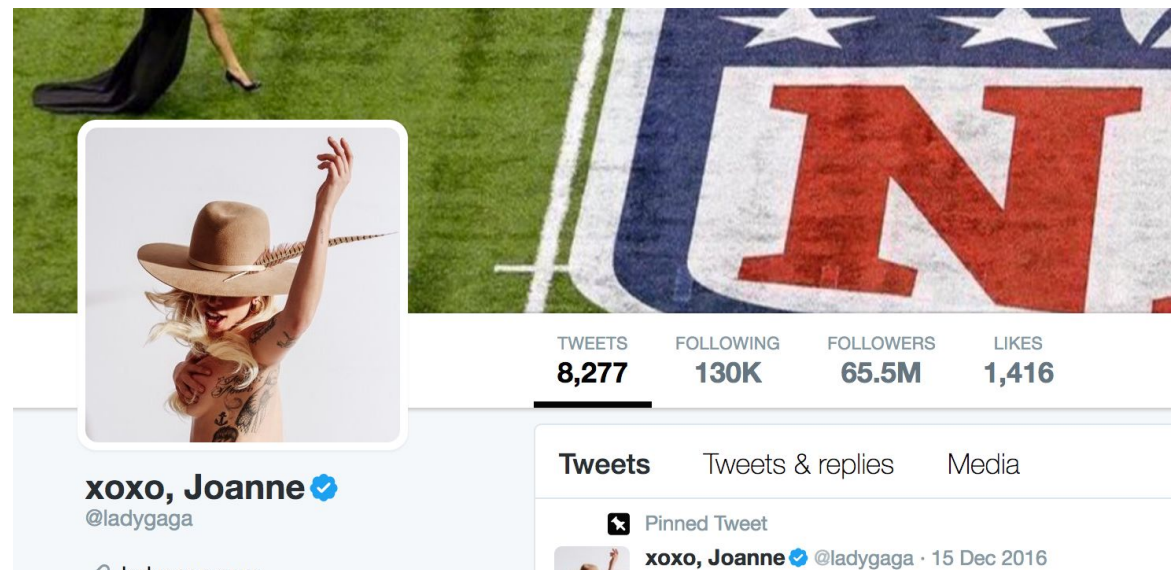 N
TWEETS FOLLOWING FOLLOWERS LIKES
8,277 130K 65.5M 1,416
xoxo, Joanne
@ladygaga
Tweets Tweets & replies Media
Pinned Tweet
xoxo, Joanne @ladygaga · 15 Dec 2016